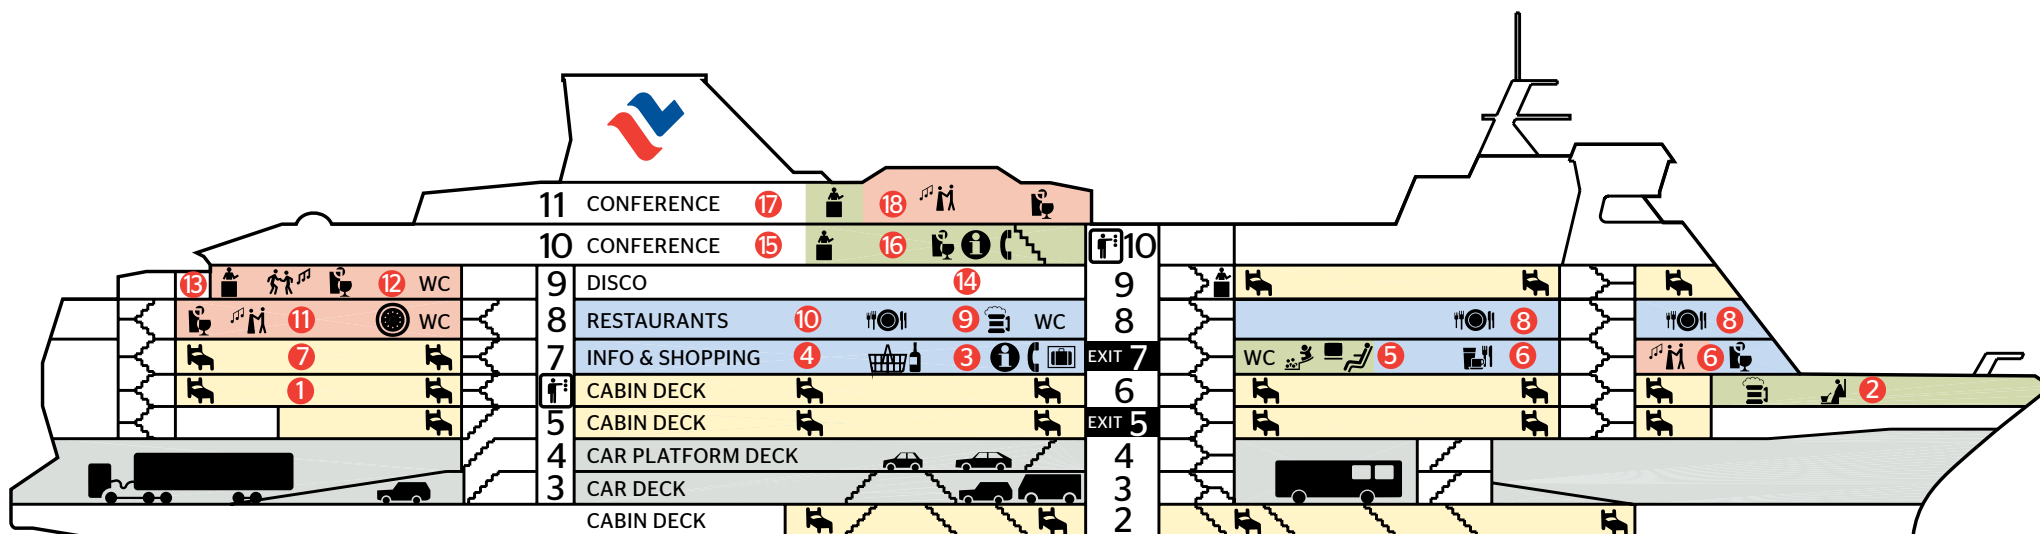 11 CONFERENCE 17 18
10 CONFERENCE 15 16 10
13 12 WC 9 DISCO 14 9
11 WC 8 RESTAURANTS 10 9 WC 8 8 8
7 7 INFO & SHOPPING 4 3 EXIT 7 WC 5 6 6
1 CABIN DECK 6 2
5 CABIN DECK EXIT 5
4 CAR PLATFORM DECK 4
3 CAR DECK 3
CABIN DECK 2